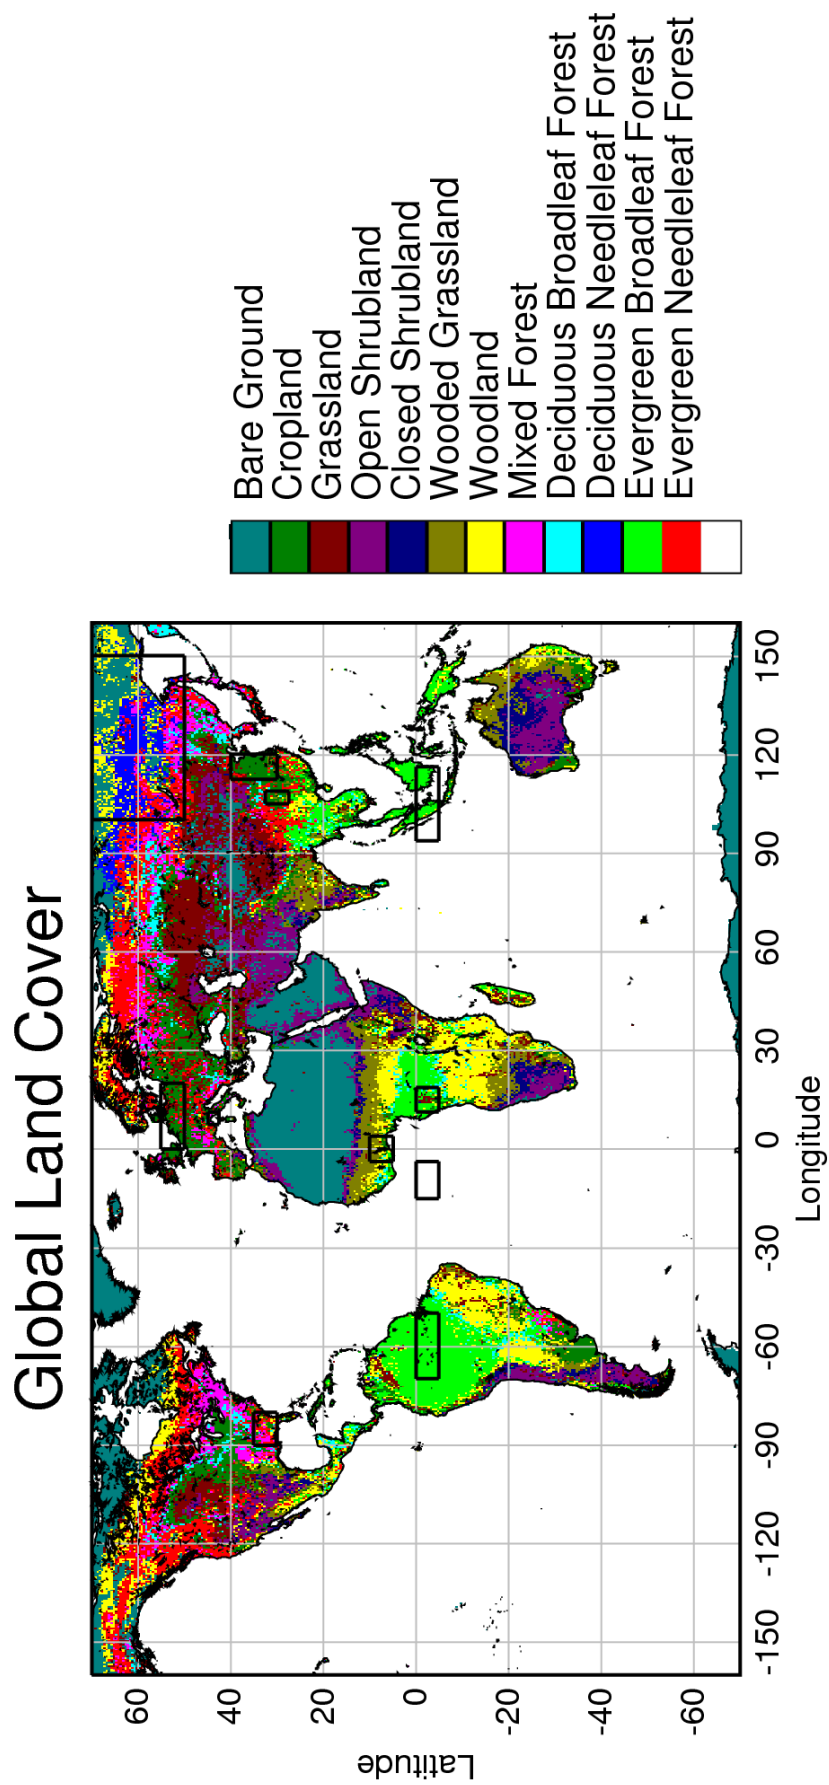 Global Land Cover
Bare Ground
Cropland
Grassland
Open Shrubland
Closed Shrubland
Wooded Grassland
Woodland
Mixed Forest
Deciduous Broadleaf Forest
Deciduous Needleleaf Forest
Evergreen Broadleaf Forest
Evergreen Needleleaf Forest
Latitude
60
40
20
0
-20
-40
-60
-150
-120
-90
-60
-30
0
30
60
90
120
150
Longitude